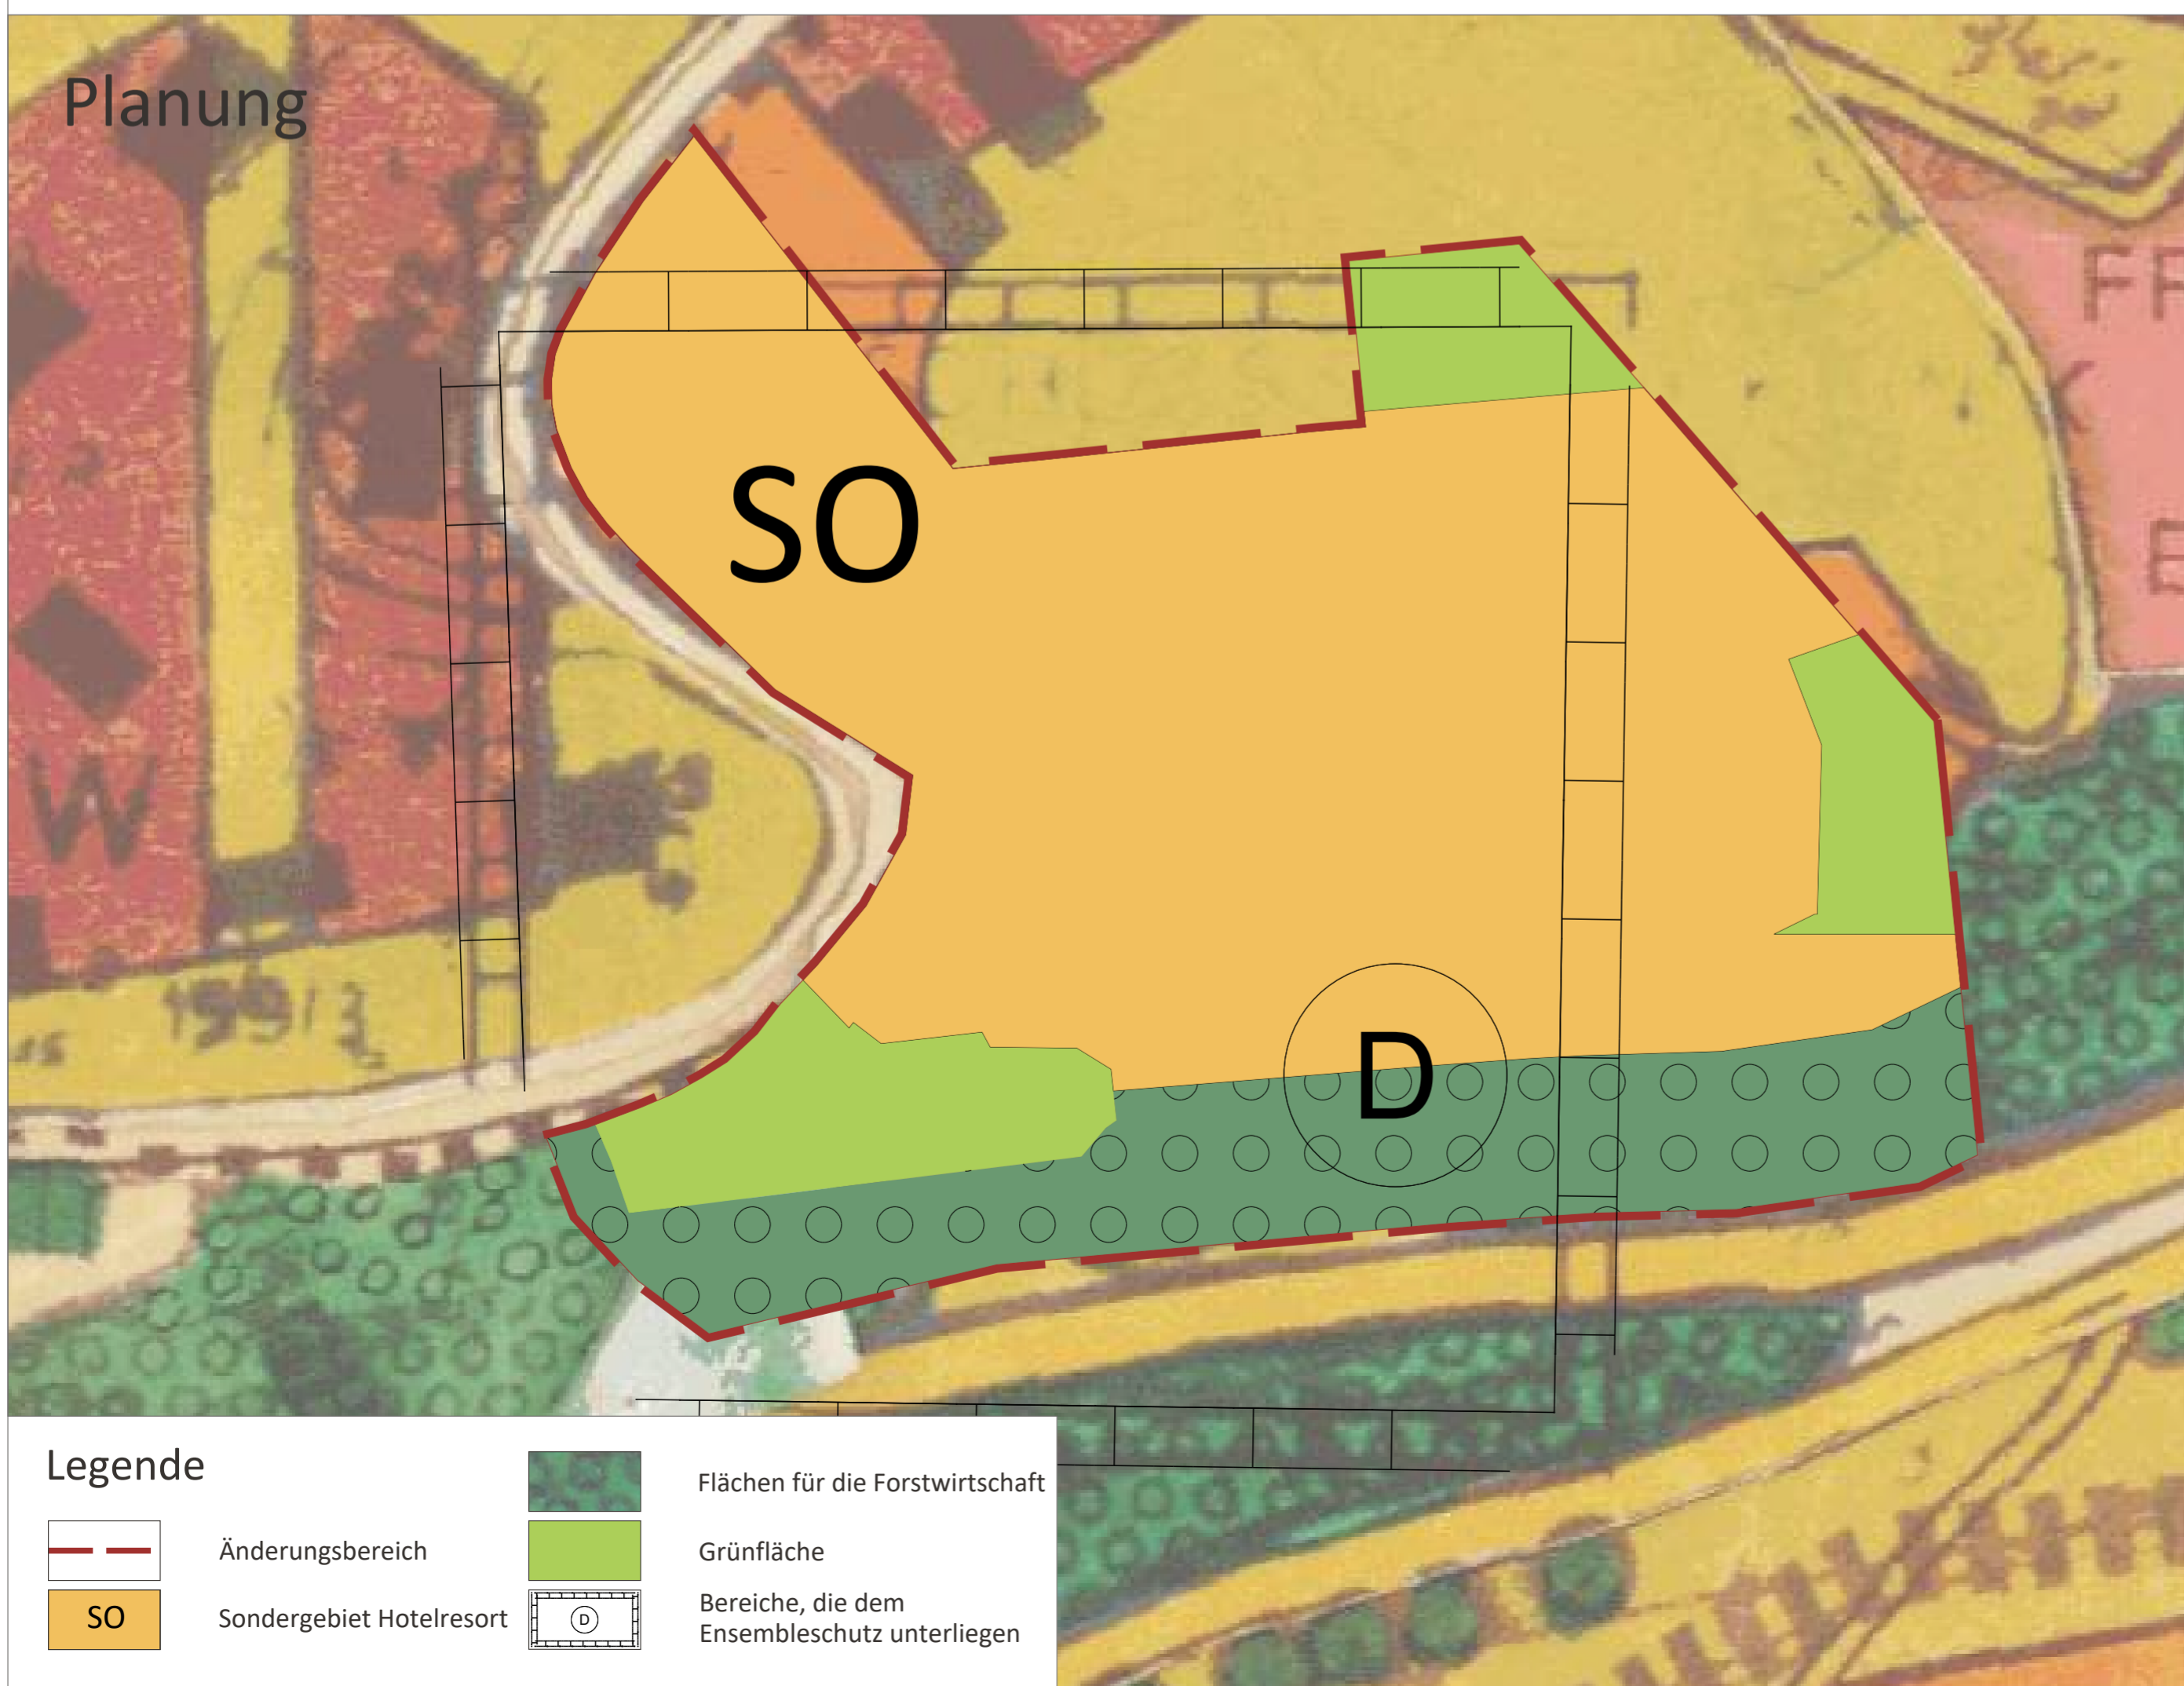 Planung
SO
W
D
Legende
Änderungsbereich
SO
Sondergebiet Hotelresort
Flächen für die Forstwirtschaft
Grünfläche
D
Bereiche, die dem
Ensembleschutz unterliegen